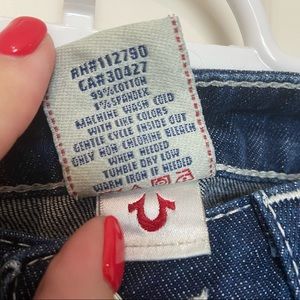 RN#112790
CA#30427
99%COTTON
1%SPANDEX
MACHINE WASH COLD
WITH LIKE COLORS
GENTLE CYCLE INSIDE OUT
ONLY NON-CHLORINE BLEACH
WHEN NEEDED
TUMBLE DRY LOW
WARM IRON IF NEEDED